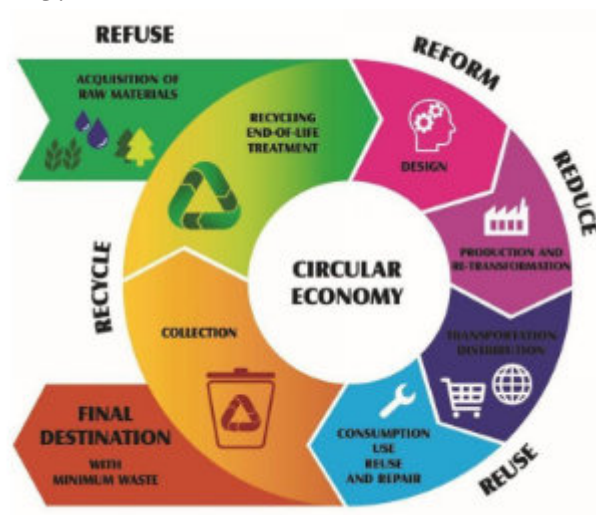 REFUSE
ACQUISITION OF
RAW MATERIALS
RECYCLING
END-OF-LIFE
TREATMENT
REFORM
DESIGN
REDUCE
PRODUCTION AND
RE-TRANSFORMATION
CIRCULAR
ECONOMY
TRANSPORTATION
DISTRIBUTION
REUSE
CONSUMPTION
USE
REUSE
AND REPAIR
RECYCLE
COLLECTION
FINAL
DESTINATION
WITH
MINIMUM WASTE